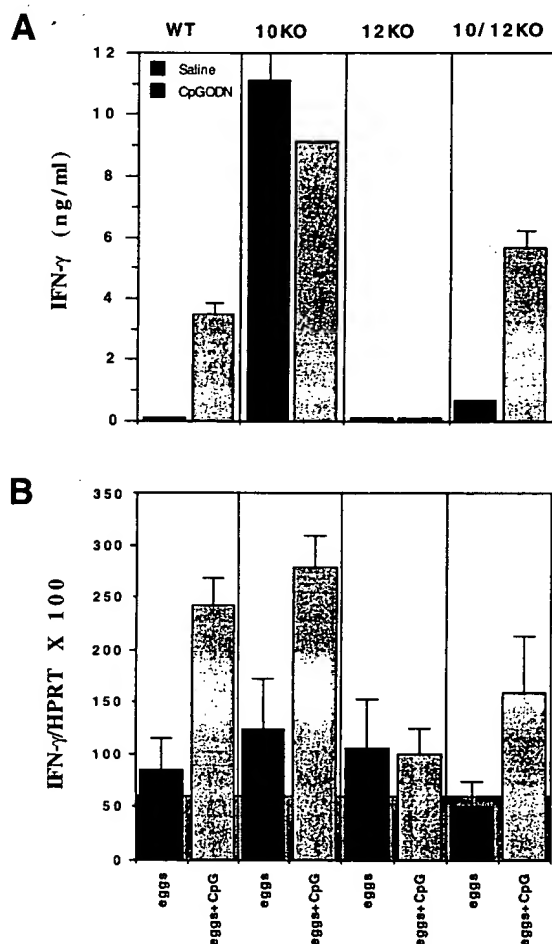 A
WT 10KO 12KO 10/12KO
Saline
CpGODN
IFN-γ (ng/ml)
12
10
8
6
4
2
0
B
IFN-γ/HPRT X 100
350
300
250
200
150
100
50
0
eggs eggs+CpG eggs eggs+CpG eggs eggs+CpG eggs eggs+CpG